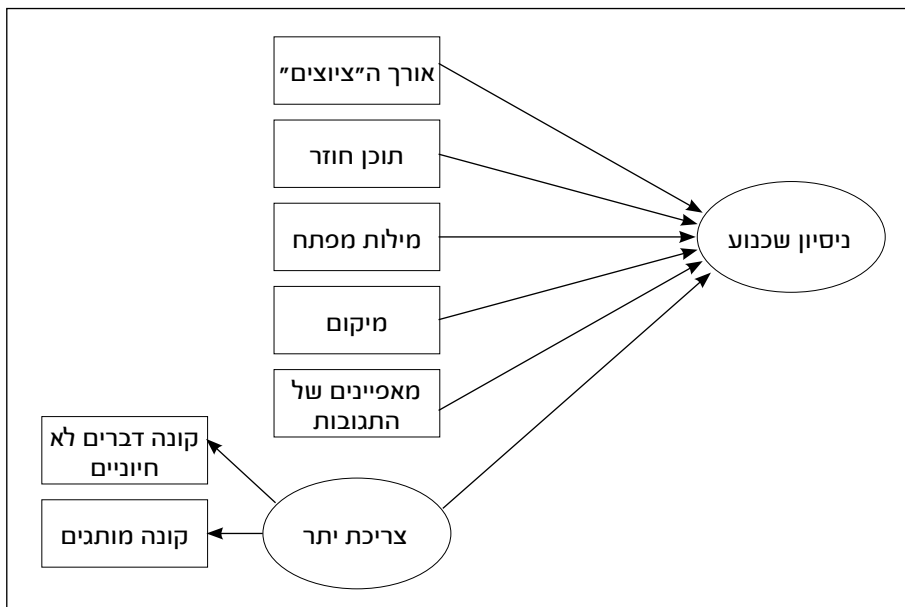 אורך ה"ציוצים"
תוכן חוזר
מילות מפתח
ניסיון שכנוע
מיקום
מאפיינים של
התגובות
קונה דברים לא
חיוניים
קונה מותגים
צריכת יתר